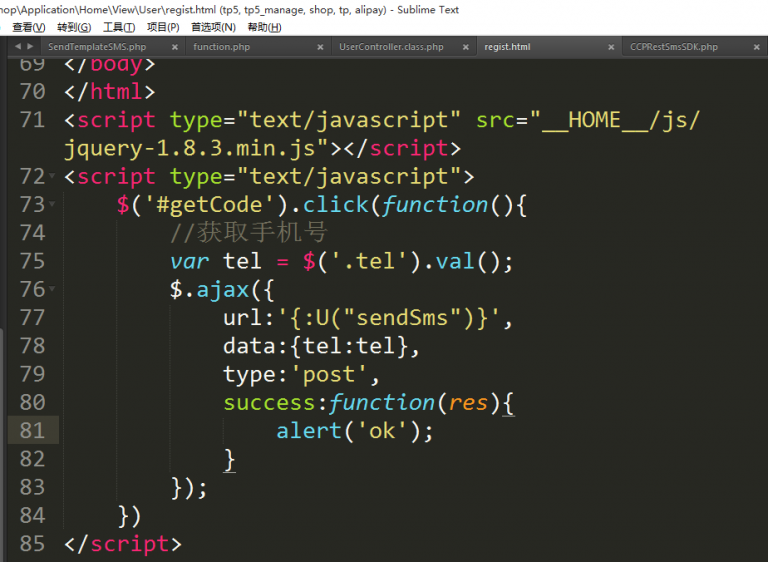 hop\Application\Home\View\User\regist.html (tp5, tp5_manage, shop, tp, alipay) - Sublime Text
查看(V) 转到(G) 工具(T) 项目(P) 首选项(N) 帮助(H)
SendTemplateSMS.php × function.php × UserController.class.php × regist.html × CCPRestSmsSDK.php ×
69 </body>
70 </html>
71 <script type="text/javascript" src="__HOME__/js/
jquery-1.8.3.min.js"></script>
72 <script type="text/javascript">
73 $('#getCode').click(function(){
74 //获取手机号
75 var tel = $('.tel').val();
76 $.ajax({
77 url:'{:U("sendSms")}',
78 data:{tel:tel},
79 type:'post',
80 success:function(res){
81 alert('ok');
82 }
83 });
84 })
85 </script>